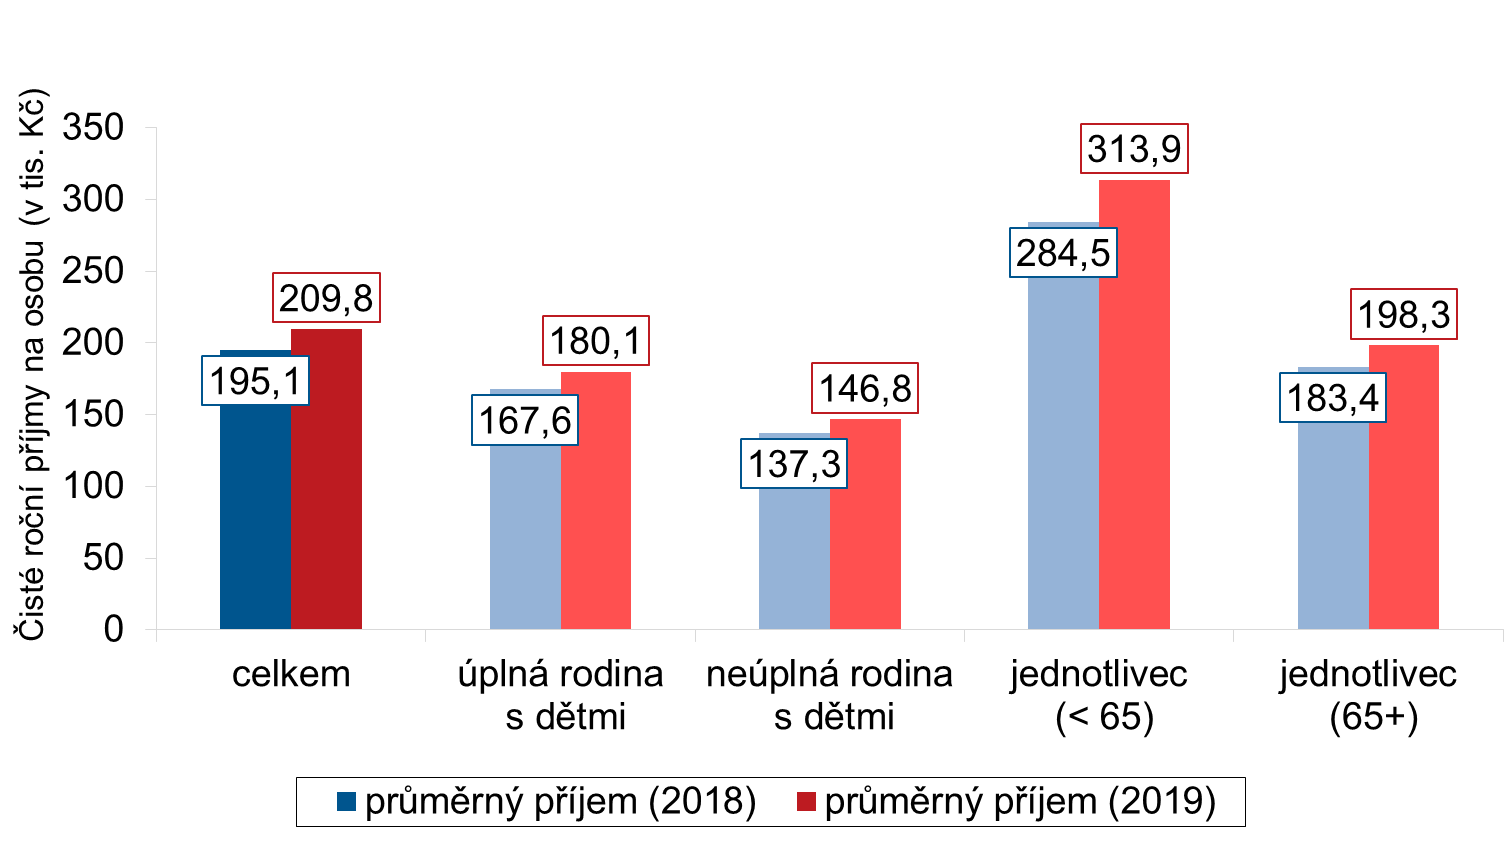 Čisté roční příjmy na osobu (v tis. Kč)
350
300
250
200
150
100
50
0
195,1
209,8
167,6
180,1
137,3
146,8
284,5
313,9
183,4
198,3
celkem
úplná rodina
s dětmi
neúplná rodina
s dětmi
jednotlivec
(< 65)
jednotlivec
(65+)
průměrný příjem (2018)
průměrný příjem (2019)